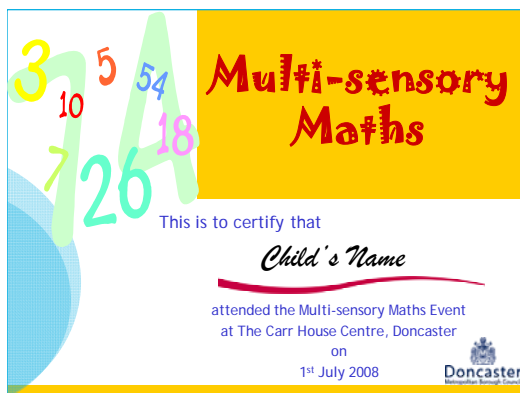 Multi-sensory
Maths
3
5
54
10
14
18
7
26
This is to certify that
Child's Name
attended the Multi-sensory Maths Event
at The Carr House Centre, Doncaster
on
1st July 2008
Doncaster
Metropolitan Borough Council